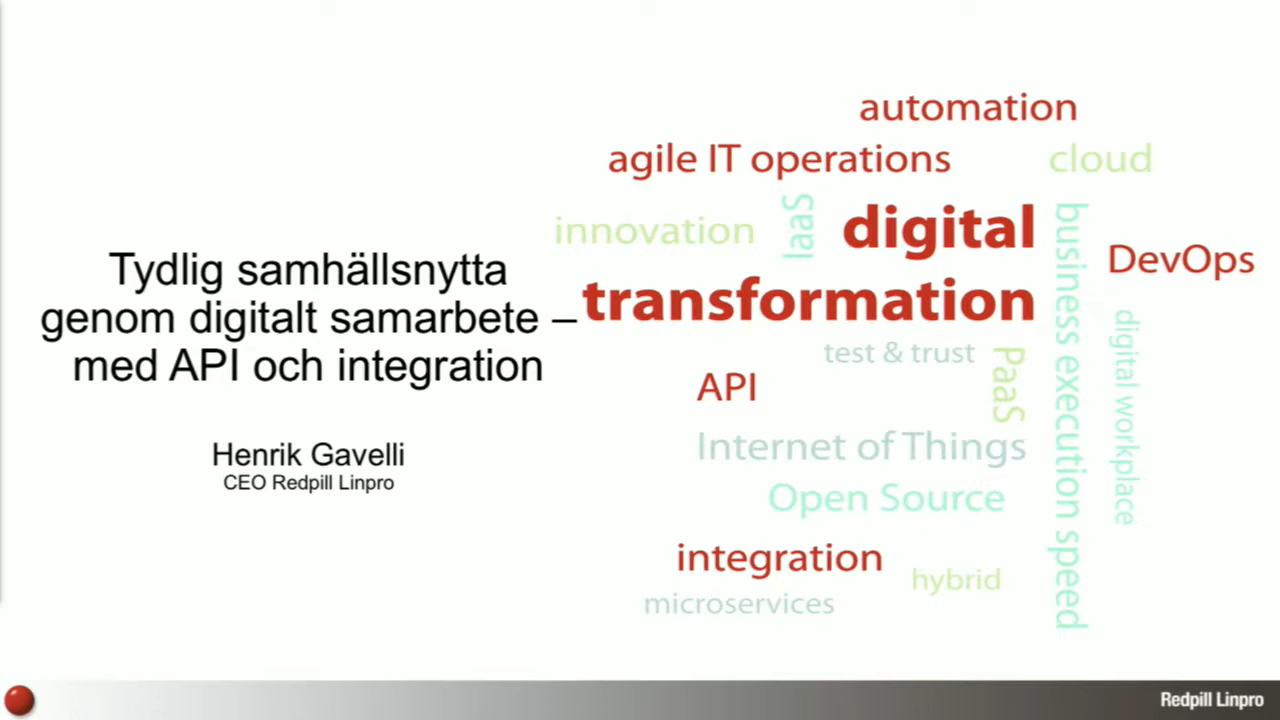 Tydlig samhällsnytta
genom digitalt samarbete –
med API och integration
Henrik Gavelli
CEO Redpill Linpro
automation
agile IT operations
cloud
innovation
IaaS
digital
transformation
business execution speed
DevOps
digital workplace
test & trust
PaaS
API
Internet of Things
Open Source
integration
hybrid
microservices
Redpill Linpro